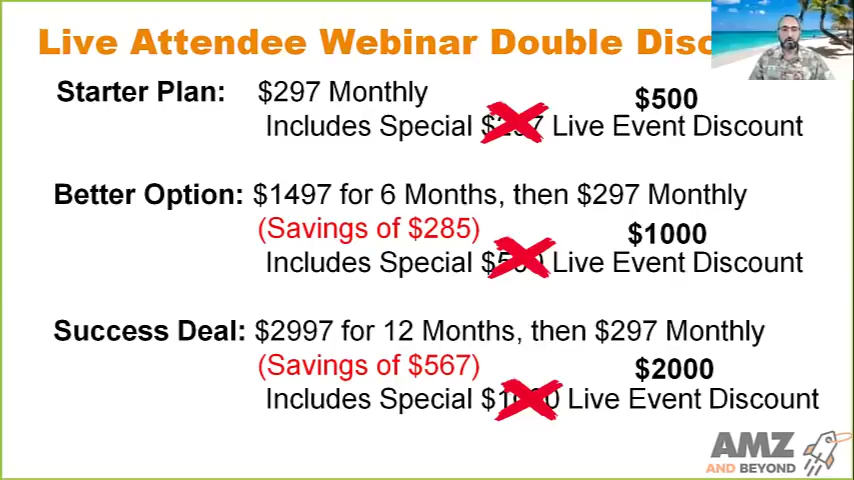 Live Attendee Webinar Double
Starter Plan: $297 Monthly
$500
Includes Special Live Event Discount
Better Option: $1497 for 6 Months, then $297 Monthly
(Savings of $285)
$1000
Includes Special Live Event Discount
Success Deal: $2997 for 12 Months, then $297 Monthly
(Savings of $567)
$2000
Includes Special Live Event Discount
AMZ
AND BEYOND